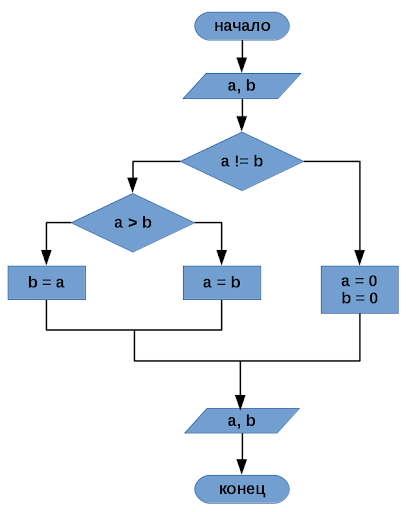 начало
a, b
a != b
a > b
b = a
a = b
a = 0
b = 0
a, b
конец